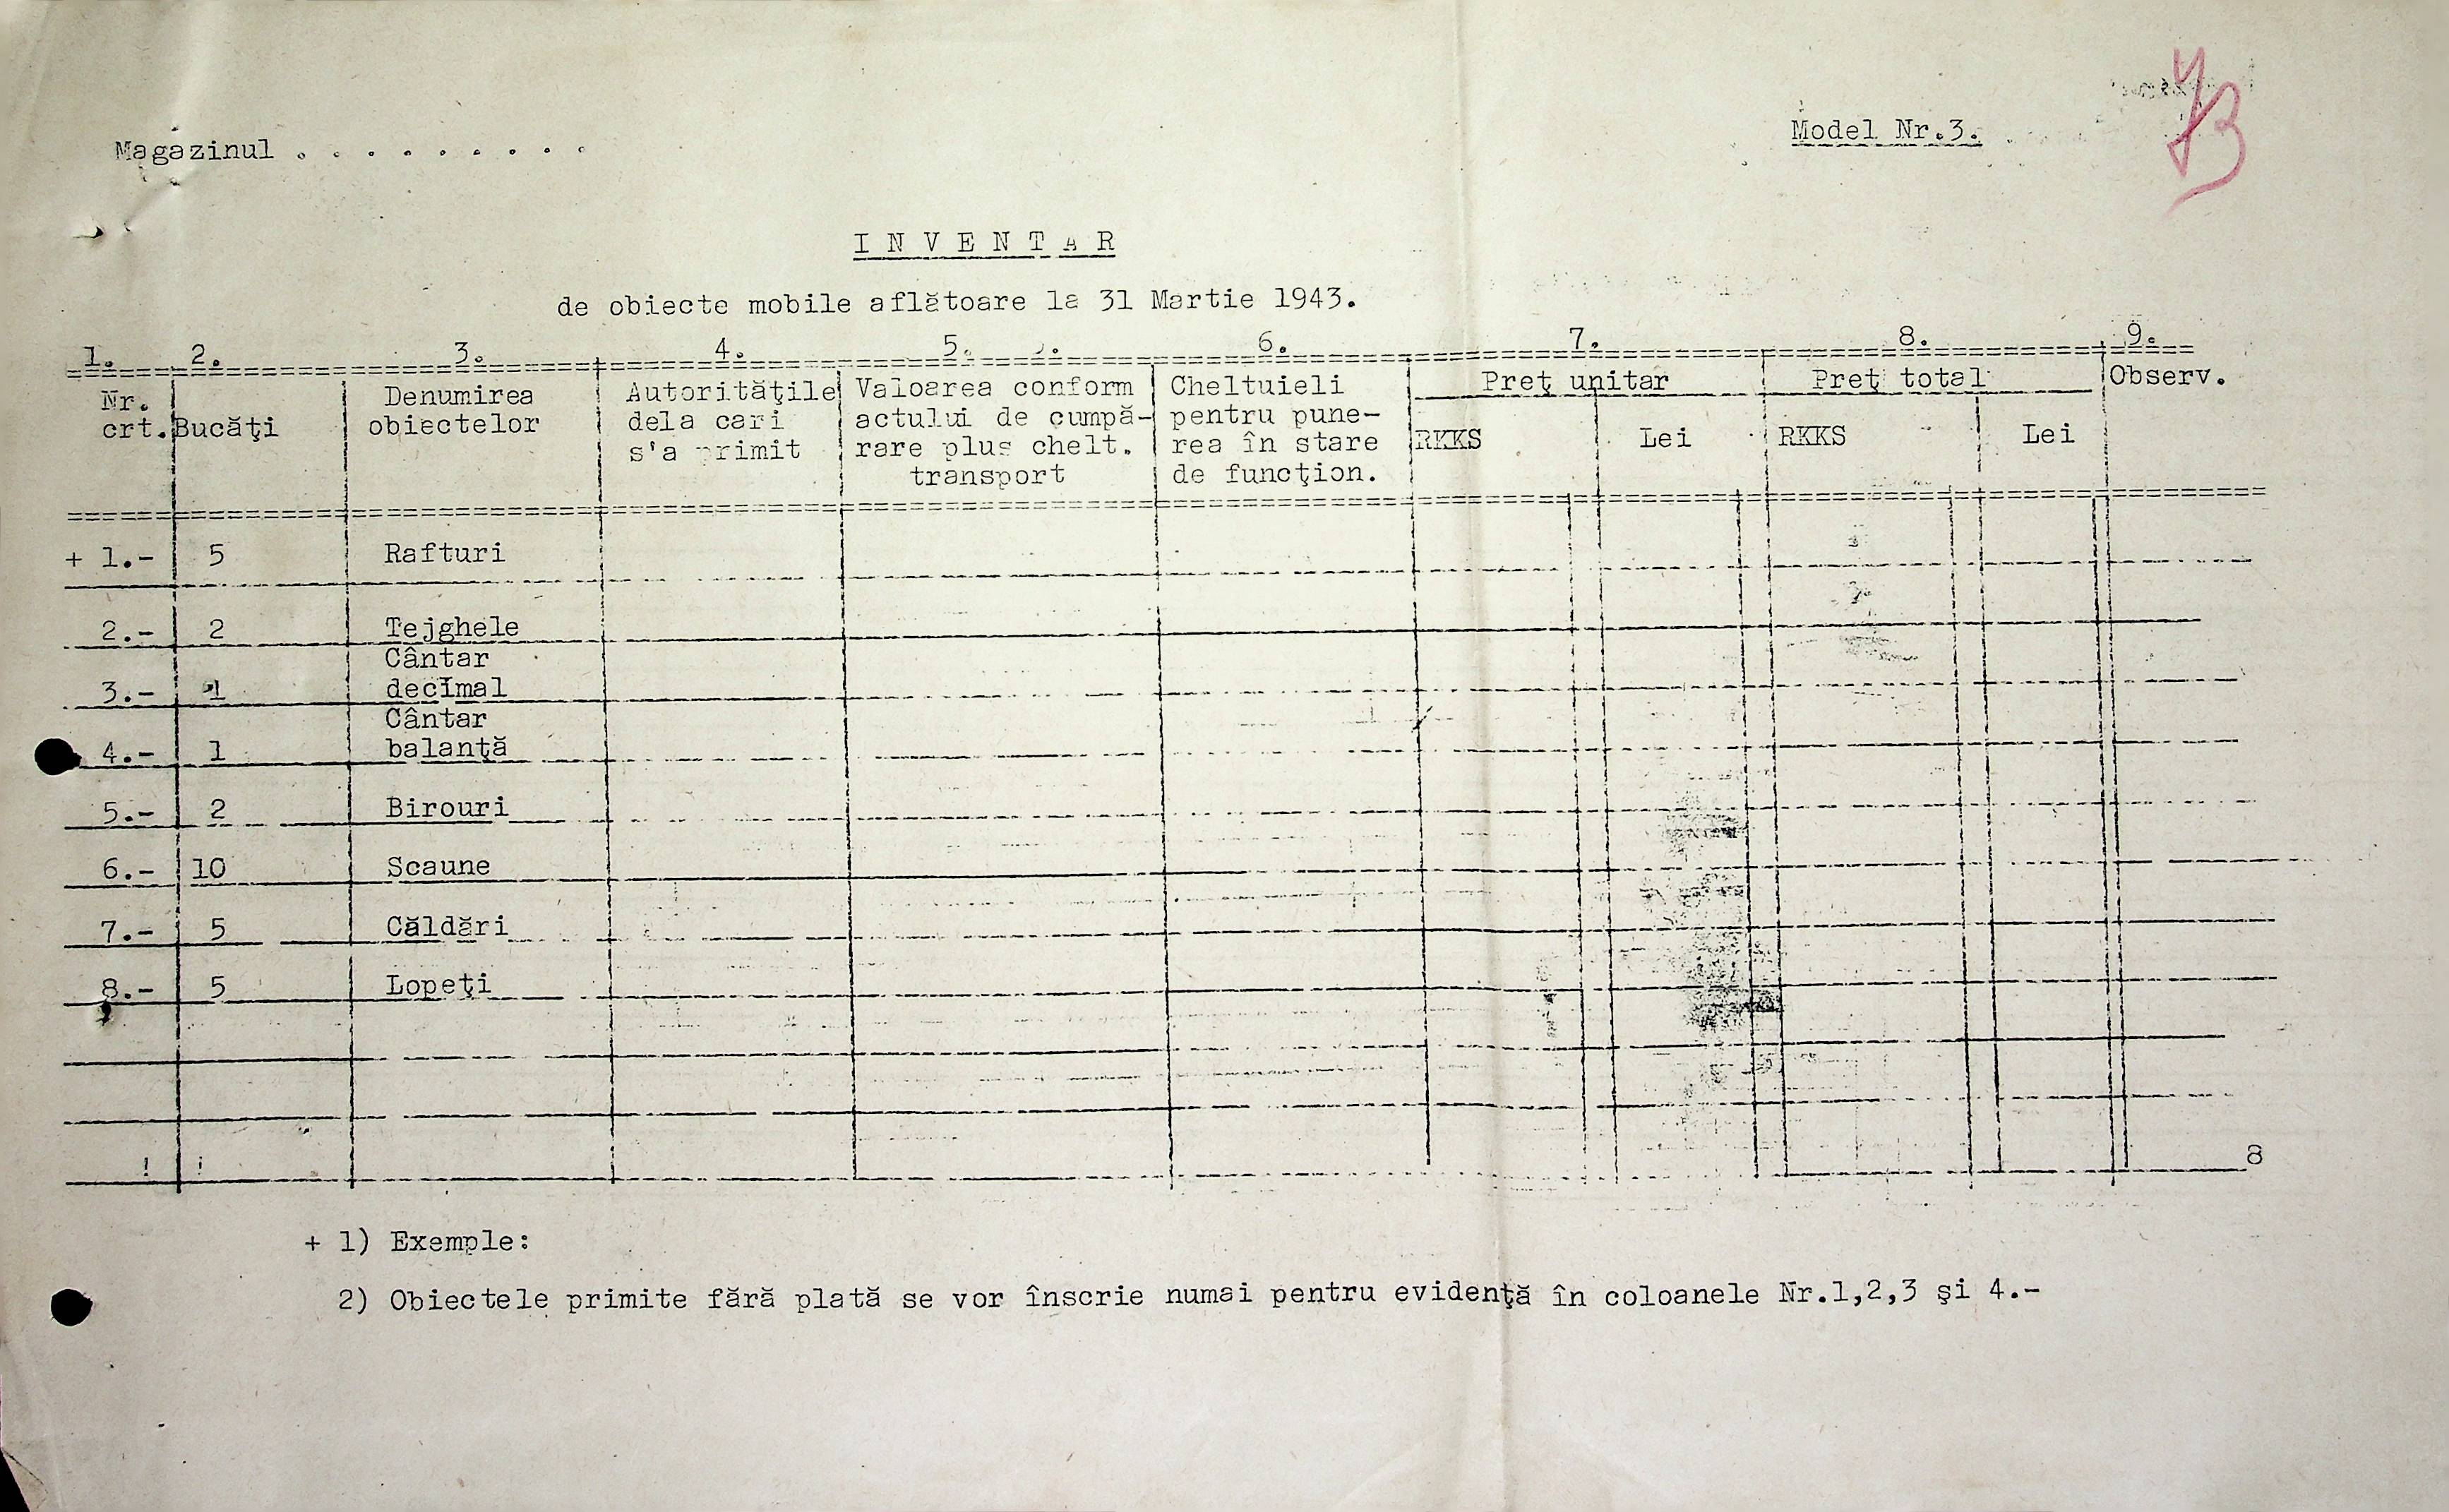 Magazinul . . . . . . . . . .
Model Nr.3.
I N V E N T A R
de obiecte mobile aflătoare la 31 Martie 1943.
1. 2. 3. 4. 5. 6. 7. 8. 9.
Nr. crt. Bucăţi Denumirea obiectelor Autorităţile dela cari s'a primit Valoarea conform actului de cumpă- rare plus chelt. transport Cheltuieli pentru pune- rea în stare de funcţion. Preţ unitar Preţ total Observ.
RKKS Lei RKKS Lei
+ 1.- 5 Rafturi
2.- 2 Tejghele
3.- 1 Cântar decimal
4.- 1 Cântar balanţă
5.- 2 Birouri
6.- 10 Scaune
7.- 5 Căldări
8.- 5 Lopeţi
8
+ 1) Exemple:
2) Obiectele primite fără plată se vor înscrie numai pentru evidenţă în coloanele Nr.1,2,3 şi 4.-